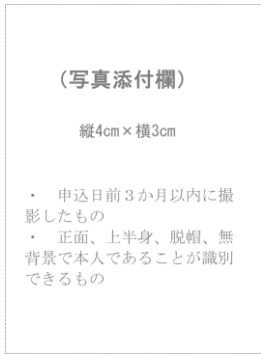 (写真添付欄)
縦4cm×横3cm
・　申込日前３か月以内に撮
影したもの
・　正面、上半身、脱帽、無
背景で本人であることが識別
できるもの